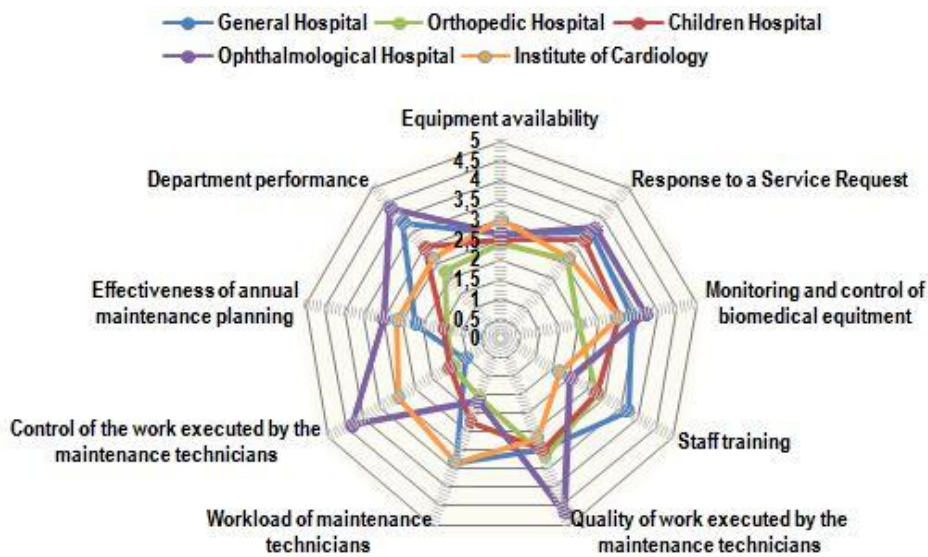 General Hospital Orthopedic Hospital Children Hospital
Ophthalmological Hospital Institute of Cardiology
Equipment availability
5
4,5
4
3,5
3
2,5
2
1,5
1
0,5
0
Response to a Service Request
Monitoring and control of
biomedical equitment
Staff training
Quality of work executed by the
maintenance technicians
Workload of maintenance
technicians
Control of the work executed by the
maintenance technicians
Effectiveness of annual
maintenance planning
Department performance